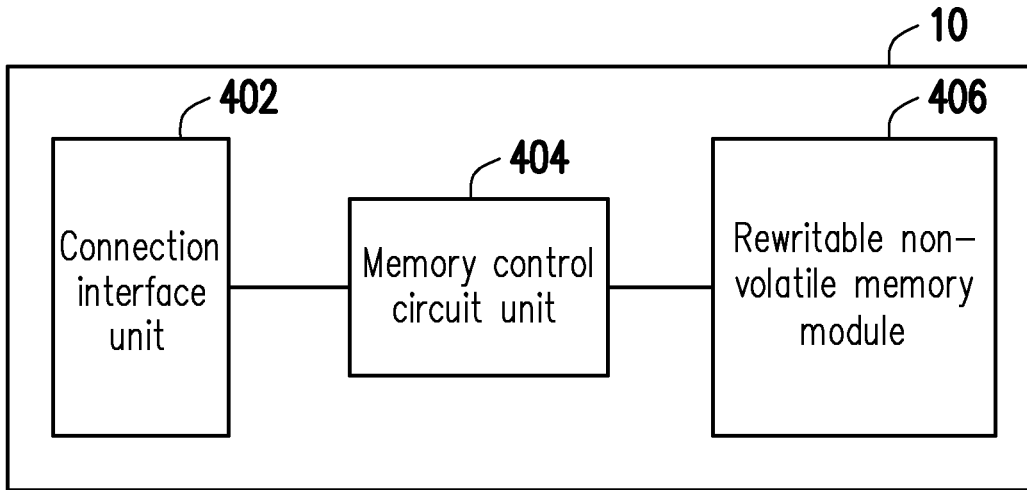 10
402
406
404
Connection
interface
unit
Memory control
circuit unit
Rewritable non-
volatile memory
module